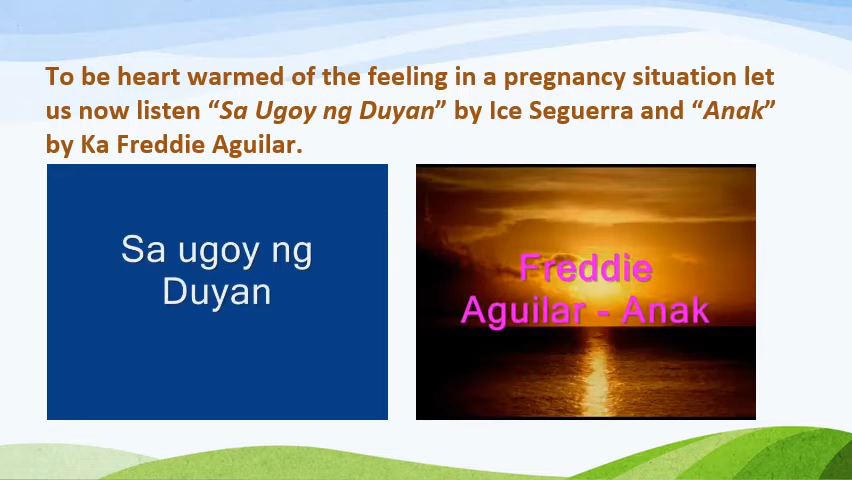 To be heart warmed of the feeling in a pregnancy situation let
us now listen “Sa Ugoy ng Duyan” by Ice Seguerra and “Anak”
by Ka Freddie Aguilar.
Sa ugoy ng
Duyan
Freddie
Aguilar - Anak